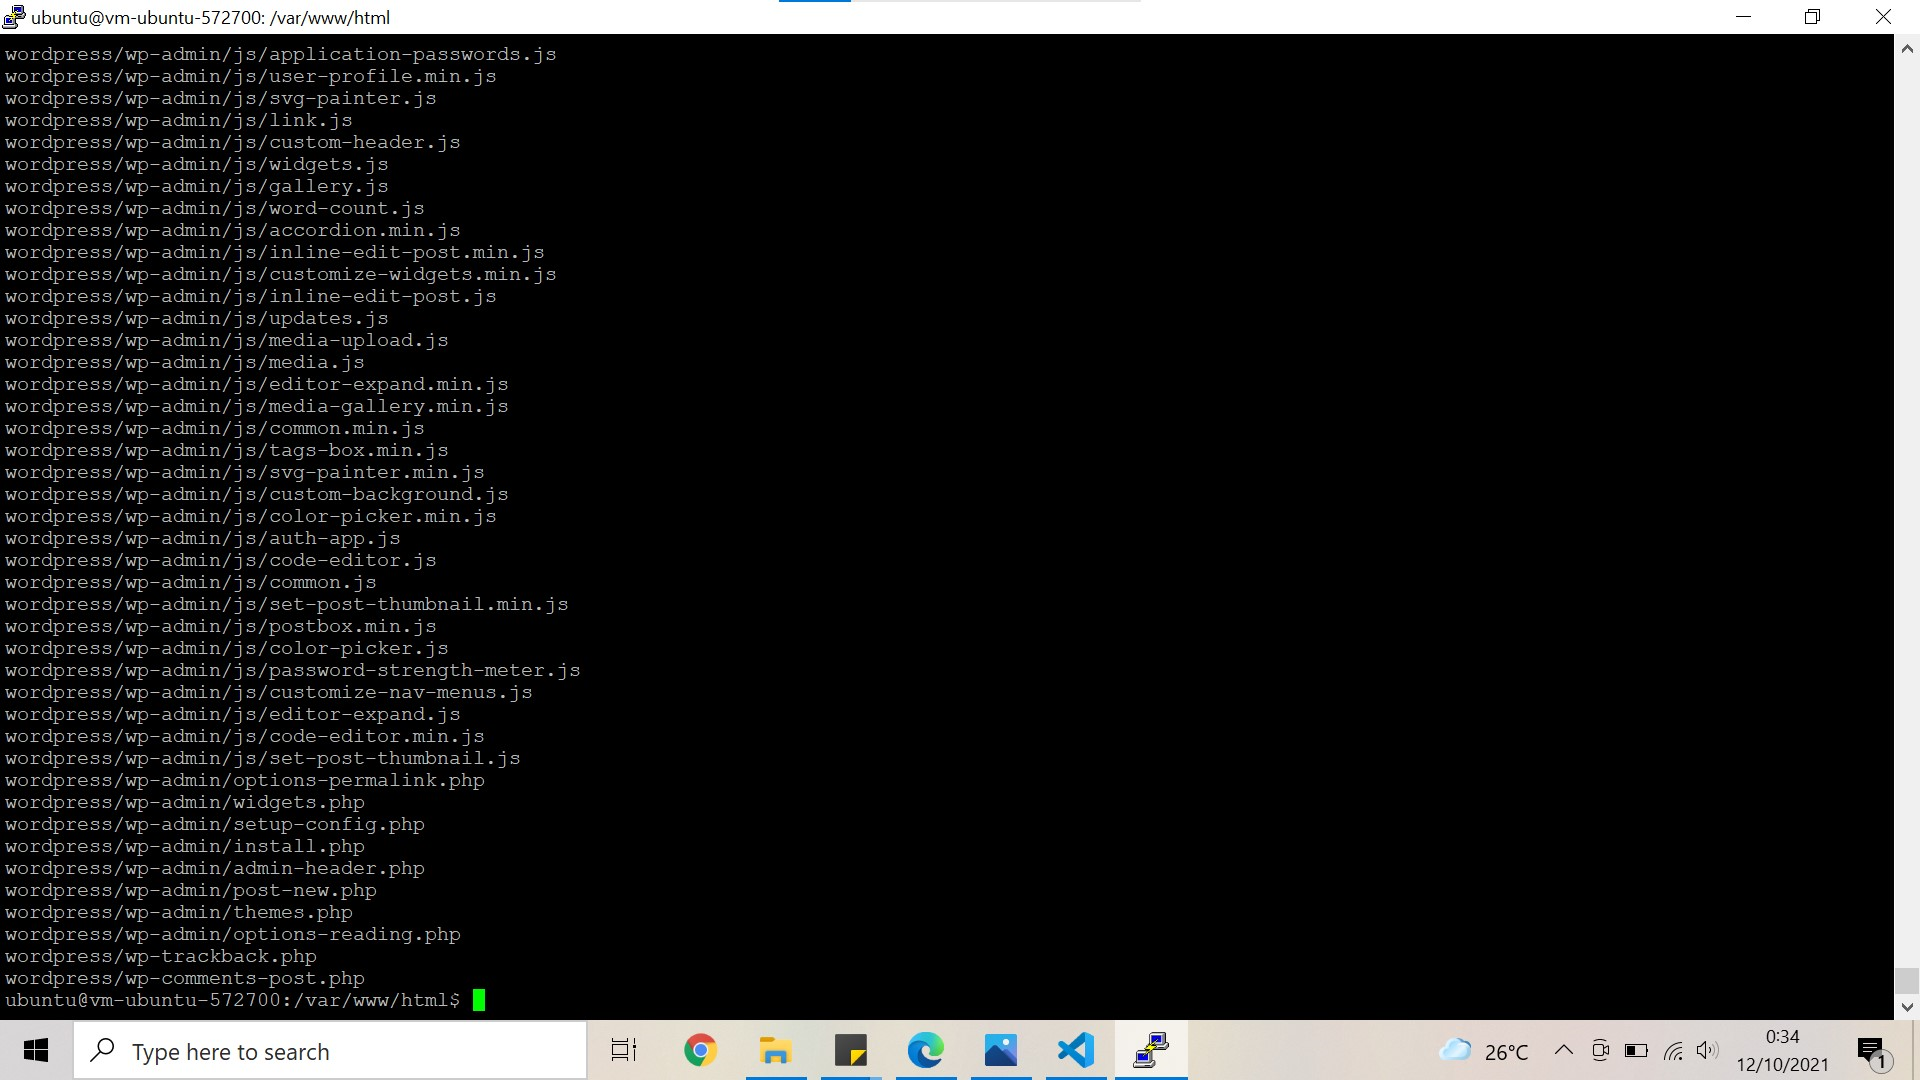 ubuntu@vm-ubuntu-572700: /var/www/html
wordpress/wp-admin/js/application-passwords.js
wordpress/wp-admin/js/user-profile.min.js
wordpress/wp-admin/js/svg-painter.js
wordpress/wp-admin/js/link.js
wordpress/wp-admin/js/custom-header.js
wordpress/wp-admin/js/widgets.js
wordpress/wp-admin/js/gallery.js
wordpress/wp-admin/js/word-count.js
wordpress/wp-admin/js/accordion.min.js
wordpress/wp-admin/js/inline-edit-post.min.js
wordpress/wp-admin/js/customize-widgets.min.js
wordpress/wp-admin/js/inline-edit-post.js
wordpress/wp-admin/js/updates.js
wordpress/wp-admin/js/media-upload.js
wordpress/wp-admin/js/media.js
wordpress/wp-admin/js/editor-expand.min.js
wordpress/wp-admin/js/media-gallery.min.js
wordpress/wp-admin/js/common.min.js
wordpress/wp-admin/js/tags-box.min.js
wordpress/wp-admin/js/svg-painter.min.js
wordpress/wp-admin/js/custom-background.js
wordpress/wp-admin/js/color-picker.min.js
wordpress/wp-admin/js/auth-app.js
wordpress/wp-admin/js/code-editor.js
wordpress/wp-admin/js/common.js
wordpress/wp-admin/js/set-post-thumbnail.min.js
wordpress/wp-admin/js/postbox.min.js
wordpress/wp-admin/js/color-picker.js
wordpress/wp-admin/js/password-strength-meter.js
wordpress/wp-admin/js/customize-nav-menus.js
wordpress/wp-admin/js/editor-expand.js
wordpress/wp-admin/js/code-editor.min.js
wordpress/wp-admin/js/set-post-thumbnail.js
wordpress/wp-admin/options-permalink.php
wordpress/wp-admin/widgets.php
wordpress/wp-admin/setup-config.php
wordpress/wp-admin/install.php
wordpress/wp-admin/admin-header.php
wordpress/wp-admin/post-new.php
wordpress/wp-admin/themes.php
wordpress/wp-admin/options-reading.php
wordpress/wp-trackback.php
wordpress/wp-comments-post.php
ubuntu@vm-ubuntu-572700:/var/www/html$
Type here to search
26°C
0:34
12/10/2021
1